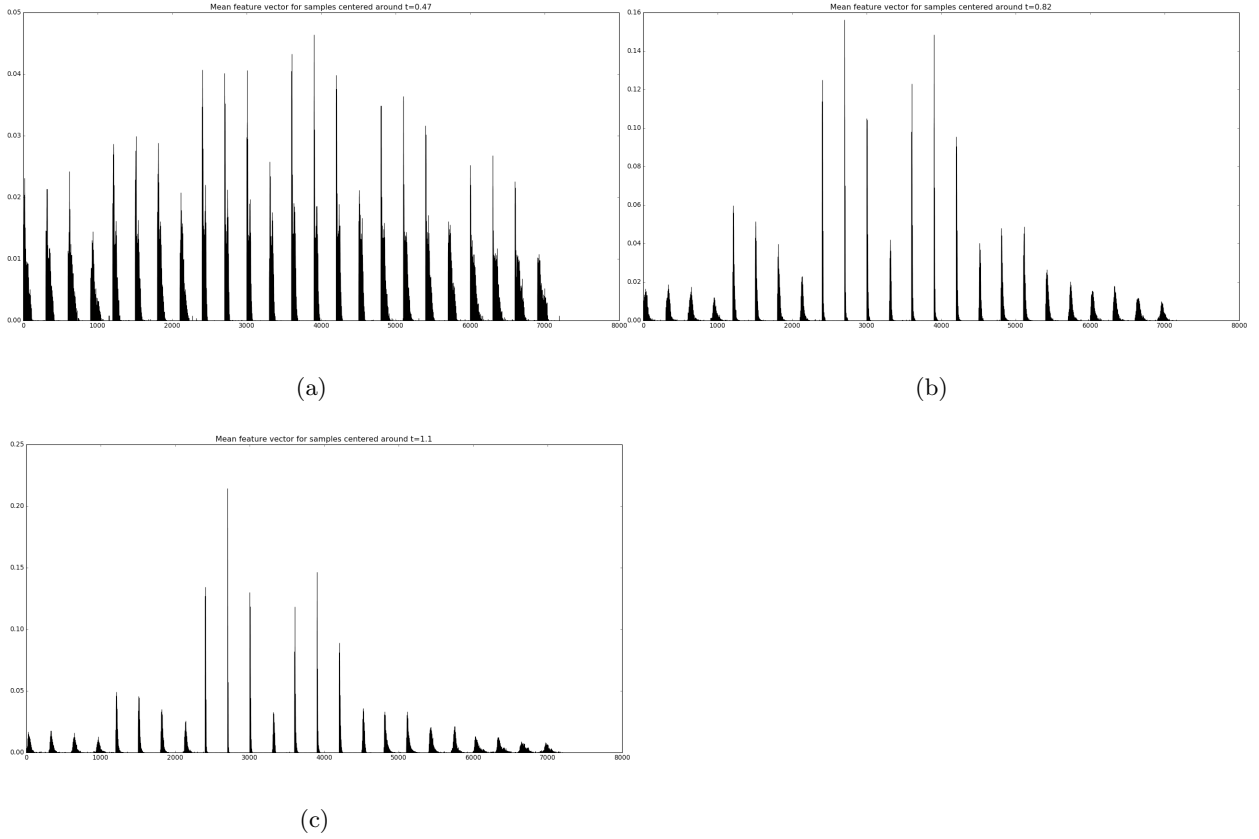 Mean feature vector for samples centered around t=0.47
0.05
0.04
0.03
0.02
0.01
0.00
0 1000 2000 3000 4000 5000 6000 7000 8000
(a)
Mean feature vector for samples centered around t=0.82
0.16
0.14
0.12
0.10
0.08
0.06
0.04
0.02
0.00
0 1000 2000 3000 4000 5000 6000 7000 8000
(b)
Mean feature vector for samples centered around t=1.1
0.25
0.20
0.15
0.10
0.05
0.00
0 1000 2000 3000 4000 5000 6000 7000 8000
(c)